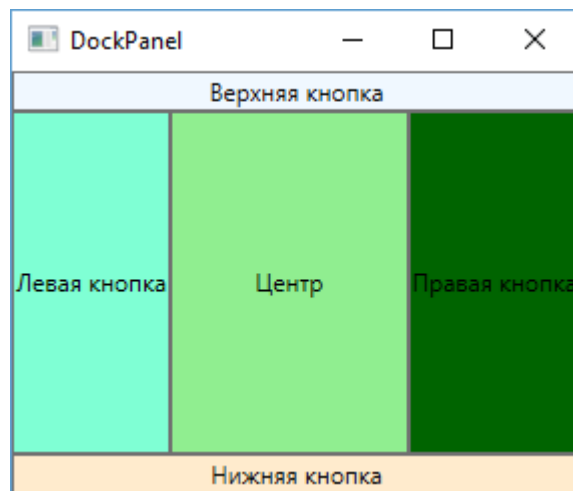 DockPanel
Верхняя кнопка
Левая кнопка
Центр
Правая кнопка
Нижняя кнопка